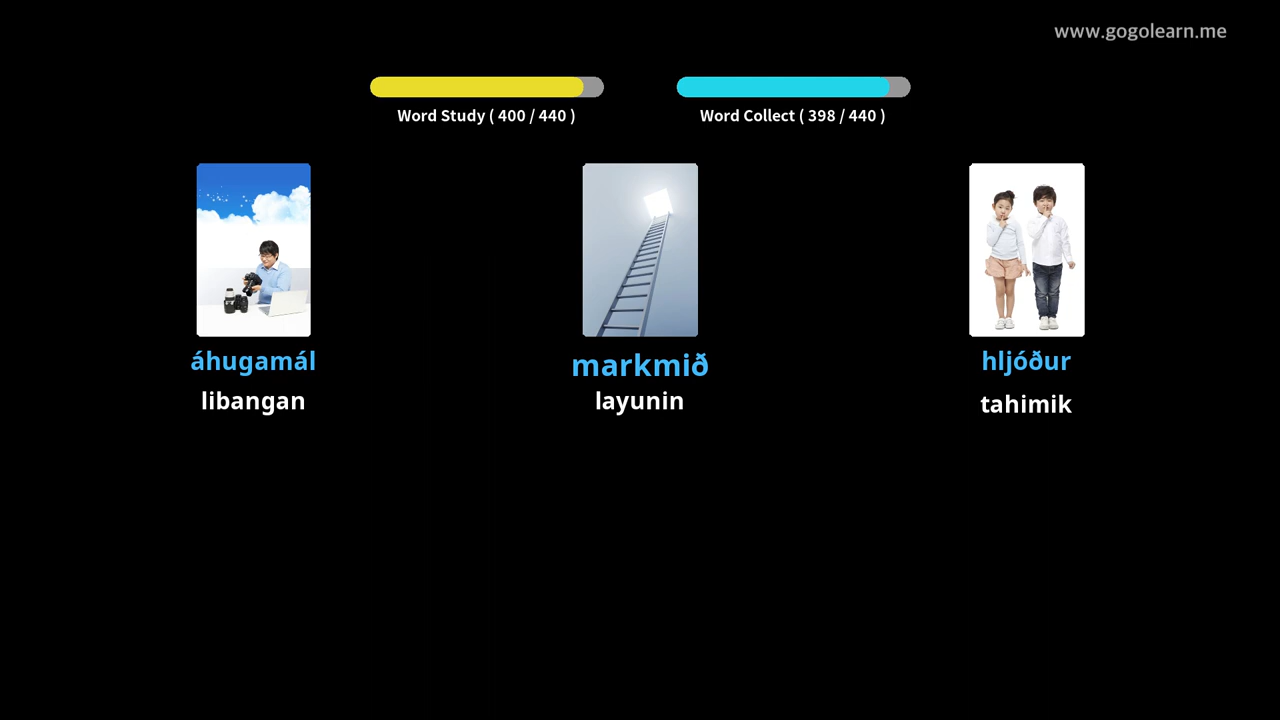 www.gogolearn.me
Word Study ( 400 / 440 )
Word Collect ( 398 / 440 )
áhugamál
libangan
markmið
layunin
hljóður
tahimik